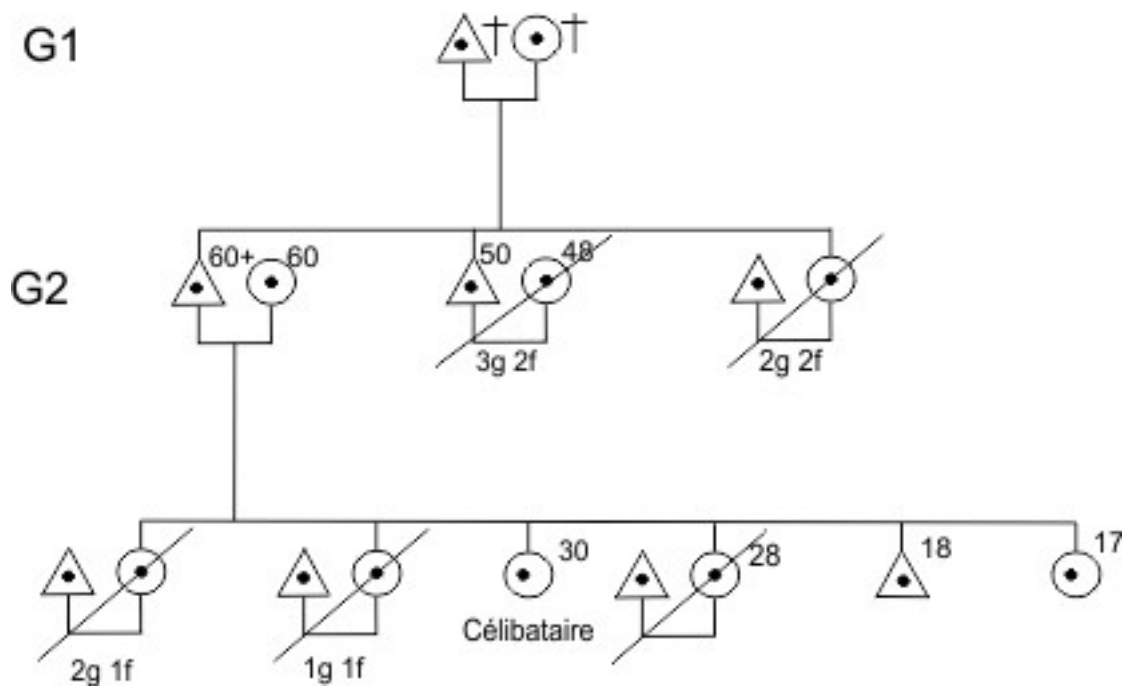 G1
G2
60+ 60
50 48
3g 2f
2g 2f
30
28
18
17
Célibataire
2g 1f
1g 1f